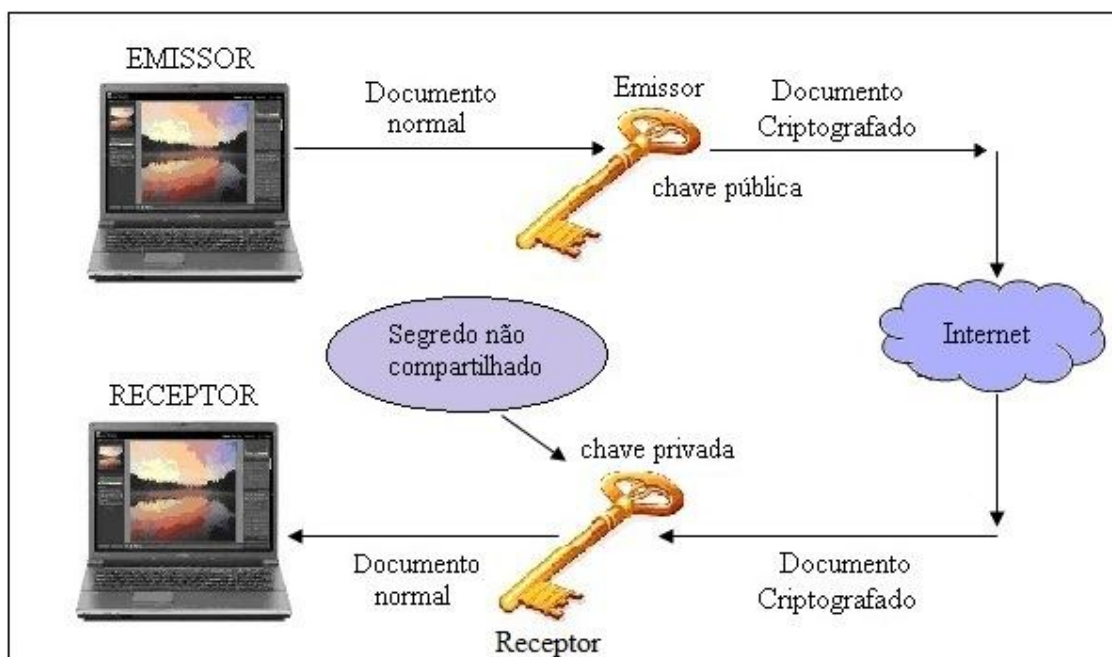 EMISSOR
Documento
normal
Emissor
chave pública
Documento
Criptografado
Internet
Segredo não
compartilhado
RECEPTOR
chave privada
Documento
normal
Receptor
Documento
Criptografado